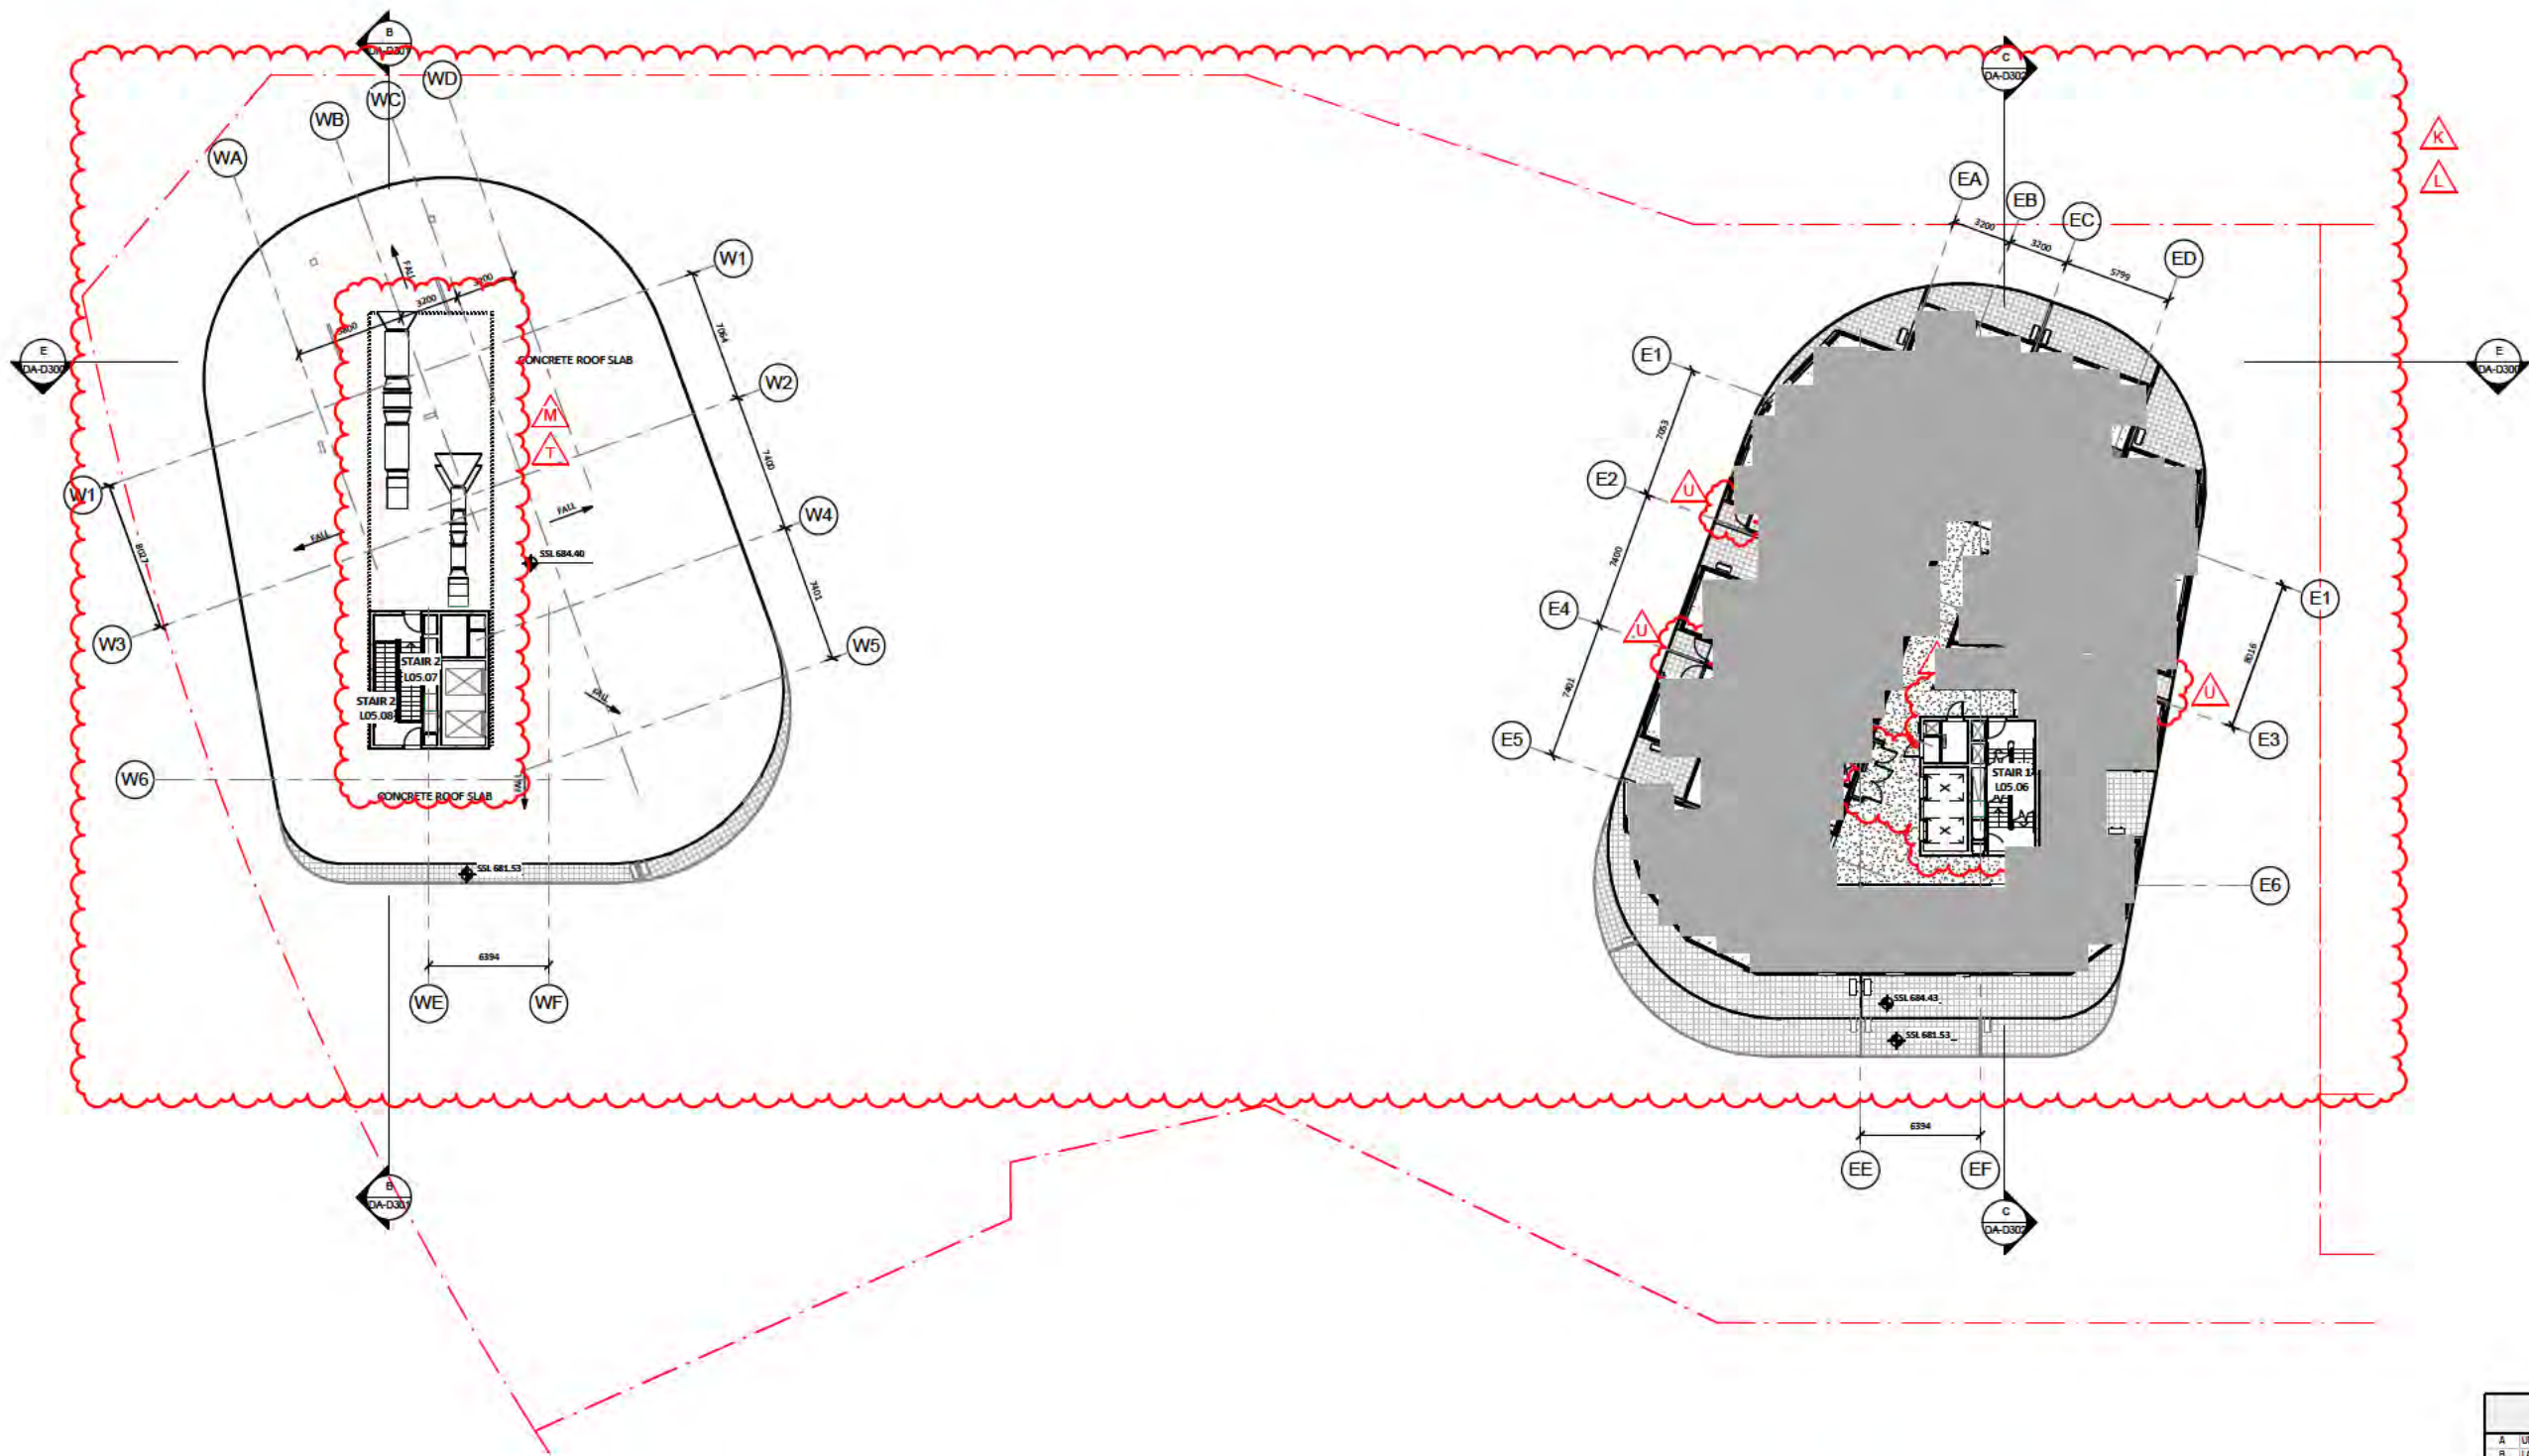 B
DA-D301
WD
WC
WB
WA
C
DA-D302
K
L
EA
EB
EC
ED
3200
3200
5799
W1
FALL
3200
3200
7064
CONCRETE ROOF SLAB
E
DA-D300
E
DA-D300
E1
W2
M
T
7053
7400
E2
U
W1
FALL
FALL
W4
8027
SSL 684.40
7400
7401
E1
E4
U
W3
W5
STAIR 2
L05.07
STAIR 2
L05.08
FALL
7401
8016
U
E5
E3
W6
FALL
CONCRETE ROOF SLAB
STAIR 1
L05.06
SSL 681.53
E6
6394
WE
WF
SSL 684.43
SSL 681.53
6394
EE
EF
B
DA-D301
C
DA-D302
A
B